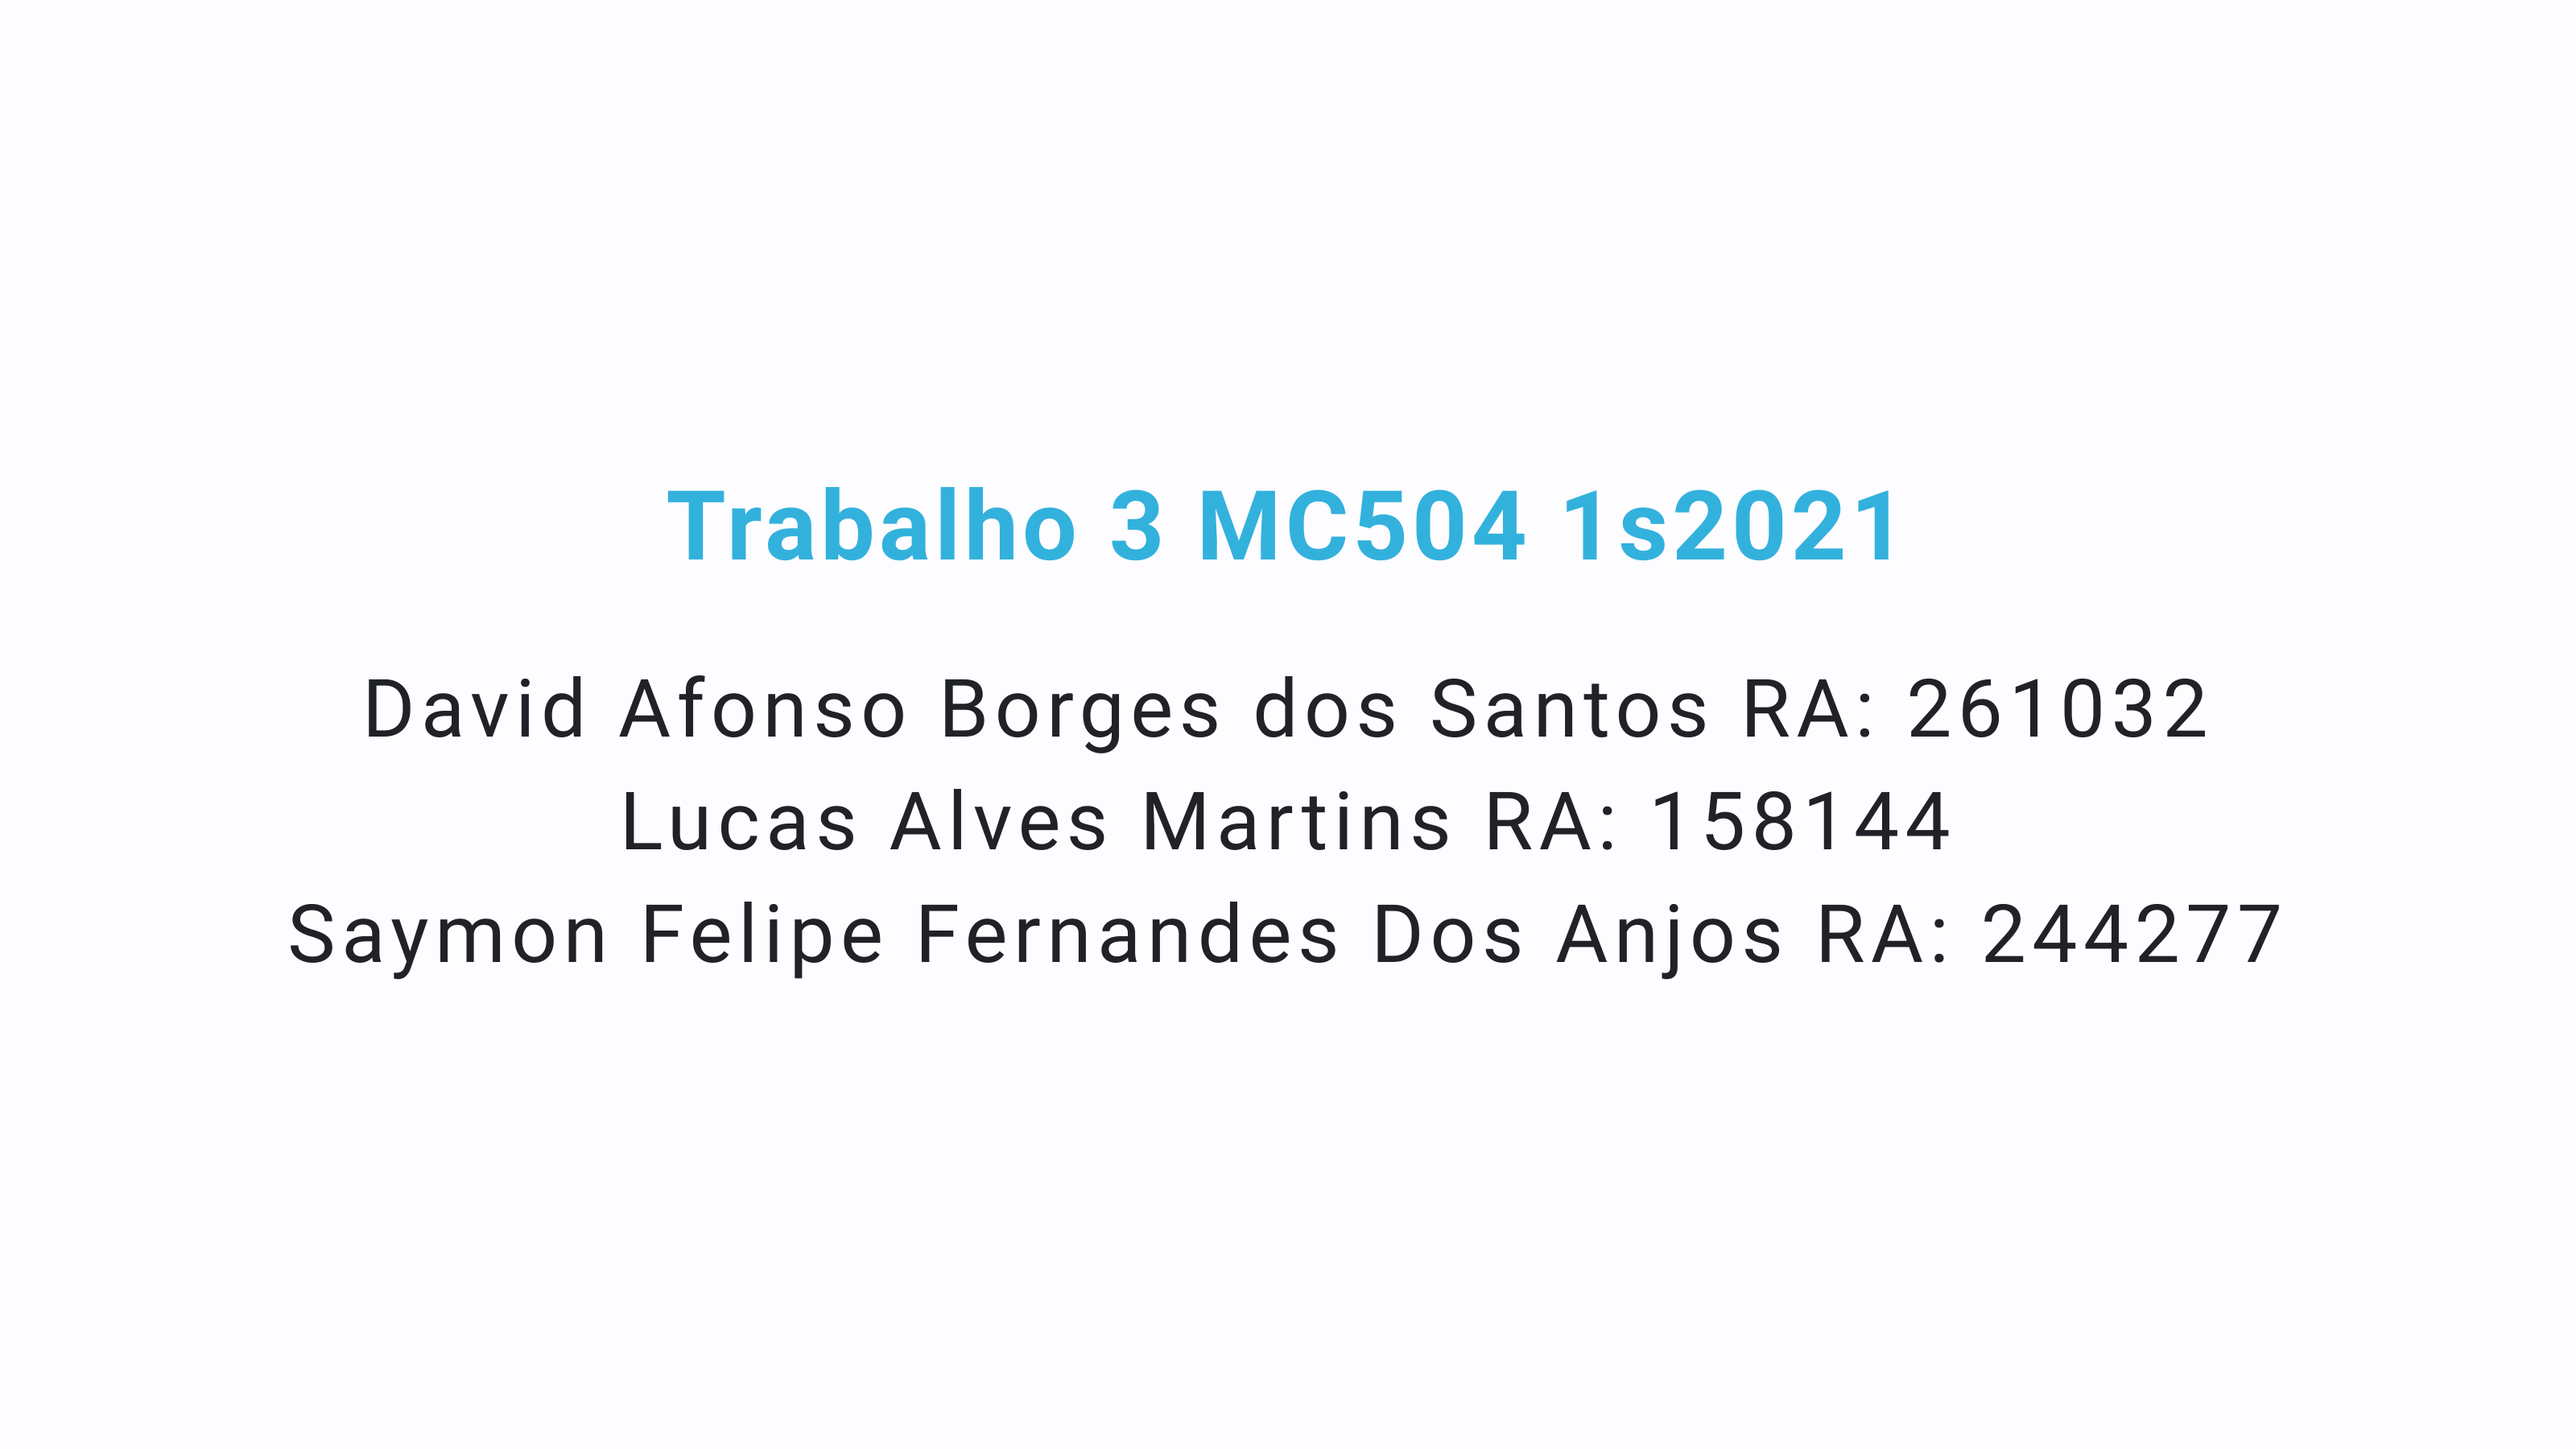 Trabalho 3 MC504 1s2021
David Afonso Borges dos Santos RA: 261032
Lucas Alves Martins RA: 158144
Saymon Felipe Fernandes Dos Anjos RA: 244277